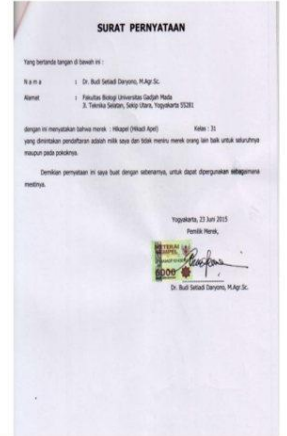 SURAT PERNYATAAN
Yang bertanda tangan di bawah ini :
N a m a : Dr. Budi Setiadi Daryono, M.Agr.Sc.
Alamat : Fakultas Biologi Universitas Gadjah Mada
Jl. Teknika Selatan, Sekip Utara, Yogyakarta 55281
dengan ini menyatakan bahwa merek : Hikapel (Hikadi Apel) Kelas : 31
yang dimintakan pendaftaran adalah milik saya dan tidak meniru merek orang lain baik untuk seluruhnya
maupun pada pokoknya.
Demikian pernyataan ini saya buat dengan sebenarnya, untuk dapat dipergunakan sebagaimana
mestinya.
Yogyakarta, 23 Juni 2015
Pemilik Merek,
METERAI
TEMPEL
6000
Dr. Budi Setiadi Daryono, M.Agr.Sc.